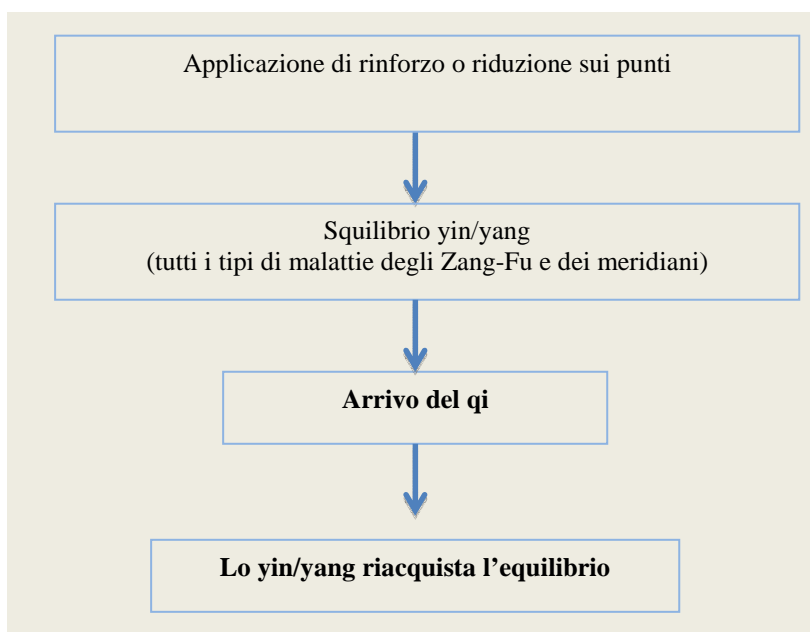 Applicazione di rinforzo o riduzione sui punti
Squilibrio yin/yang
(tutti i tipi di malattie degli Zang-Fu e dei meridiani)
Arrivo del qi
Lo yin/yang riacquista l’equilibrio